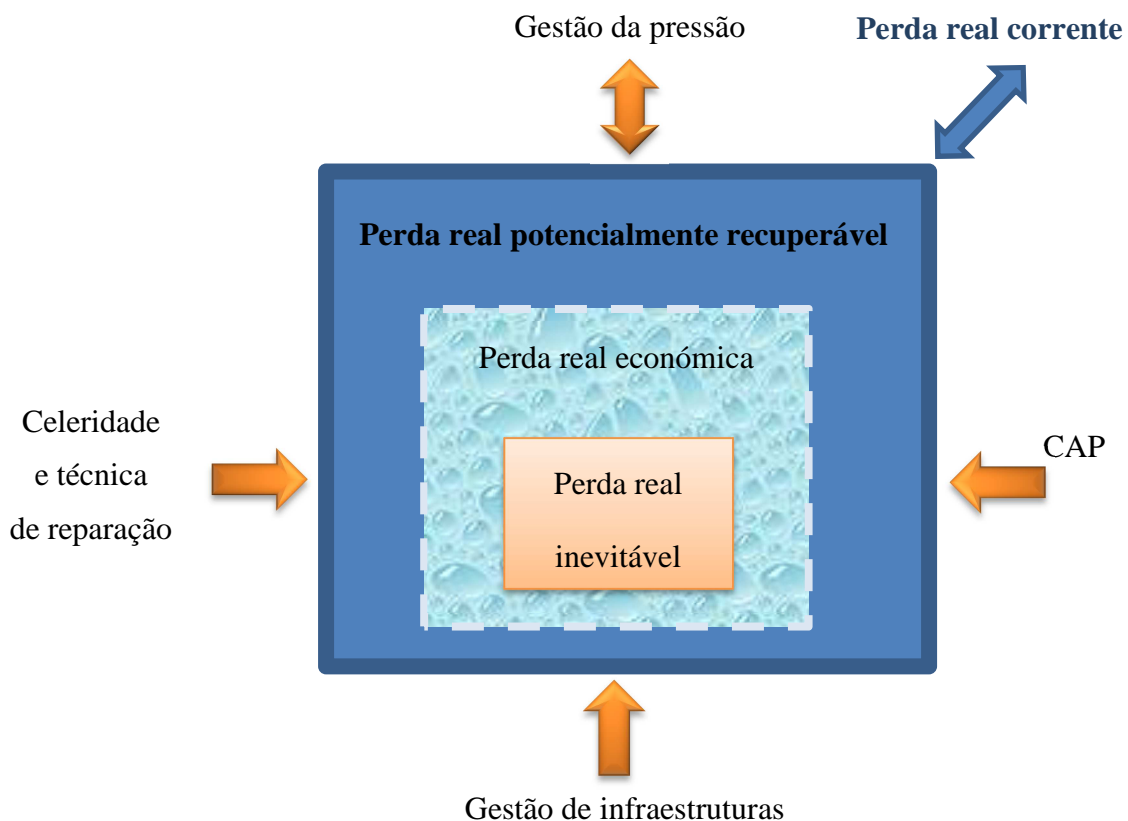 Gestão da pressão
Perda real corrente
Perda real potencialmente recuperável
Perda real económica
Celeridade
e técnica
de reparação
CAP
Perda real
inevitável
Gestão de infraestruturas